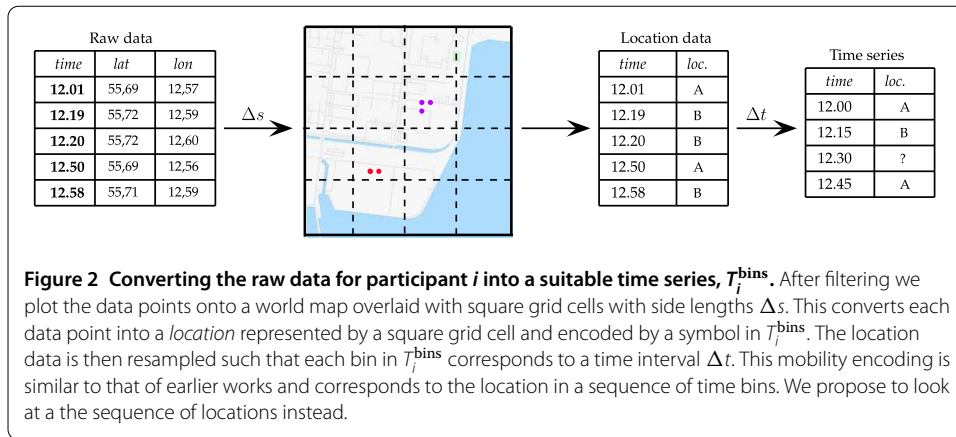 Raw data
time lat lon
12.01 55,69 12,57
12.19 55,72 12,59
12.20 55,72 12,60
12.50 55,69 12,56
12.58 55,71 12,59
Δs
Location data
time loc.
12.01 A
12.19 B
12.20 B
12.50 A
12.58 B
Δt
Time series
time loc.
12.00 A
12.15 B
12.30 ?
12.45 A
Figure 2 Converting the raw data for participant i into a suitable time series, T_i^bins. After filtering we
plot the data points onto a world map overlaid with square grid cells with side lengths Δs. This converts each
data point into a location represented by a square grid cell and encoded by a symbol in T_i^bins. The location
data is then resampled such that each bin in T_i^bins corresponds to a time interval Δt. This mobility encoding is
similar to that of earlier works and corresponds to the location in a sequence of time bins. We propose to look
at a the sequence of locations instead.